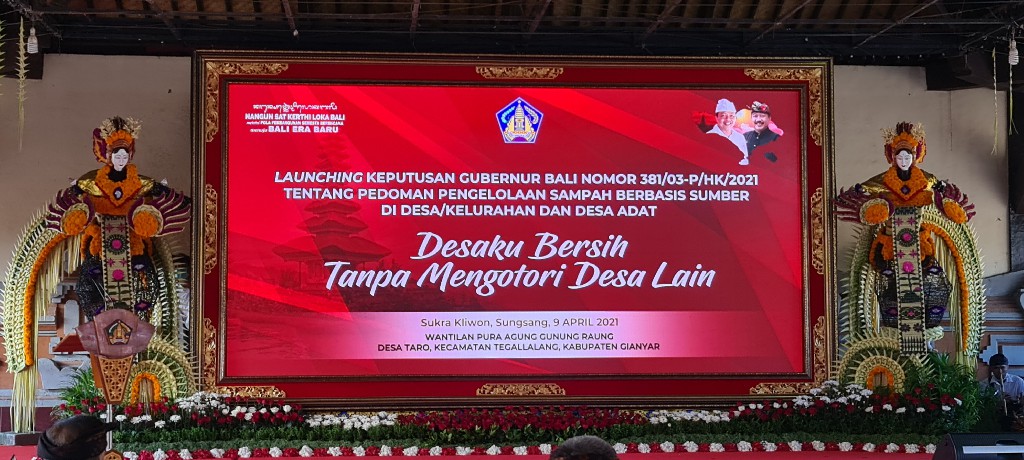 NANGUN SAT KERTHI LOKA BALI
BALI ERA BARU
LAUNCHING KEPUTUSAN GUBERNUR BALI NOMOR 381/03-P/HK/2021
TENTANG PEDOMAN PENGELOLAAN SAMPAH BERBASIS SUMBER
DI DESA/KELURAHAN DAN DESA ADAT
Desaku Bersih
Tanpa Mengotori Desa Lain
Sukra Kliwon, Sungsang, 9 APRIL 2021
WANTILAN PURA AGUNG GUNUNG RAUNG
DESA TARO, KECAMATAN TEGALLALANG, KABUPATEN GIANYAR